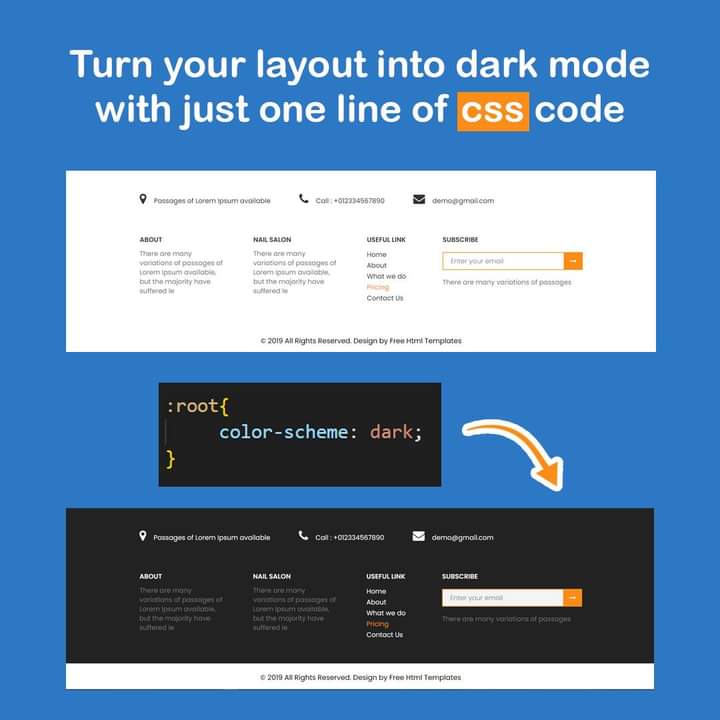 Turn your layout into dark mode
with just one line of css code
Passages of Lorem Ipsum available
Call : +012334567890
demo@gmail.com
ABOUT
There are many
variations of passages of
Lorem Ipsum available,
but the majority have
suffered ie
NAIL SALON
There are many
variations of passages of
Lorem Ipsum available,
but the majority have
suffered ie
USEFUL LINK
Home
About
What we do
Pricing
Contact Us
SUBSCRIBE
Enter your email
There are many variations of passages
© 2019 All Rights Reserved. Design by Free Html Templates
:root{
color-scheme: dark;
}
Passages of Lorem Ipsum available
Call : +012334567890
demo@gmail.com
ABOUT
There are many
variations of passages of
Lorem Ipsum available,
but the majority have
suffered ie
NAIL SALON
There are many
variations of passages of
Lorem Ipsum available,
but the majority have
suffered ie
USEFUL LINK
Home
About
What we do
Pricing
Contact Us
SUBSCRIBE
Enter your email
There are many variations of passages
© 2019 All Rights Reserved. Design by Free Html Templates